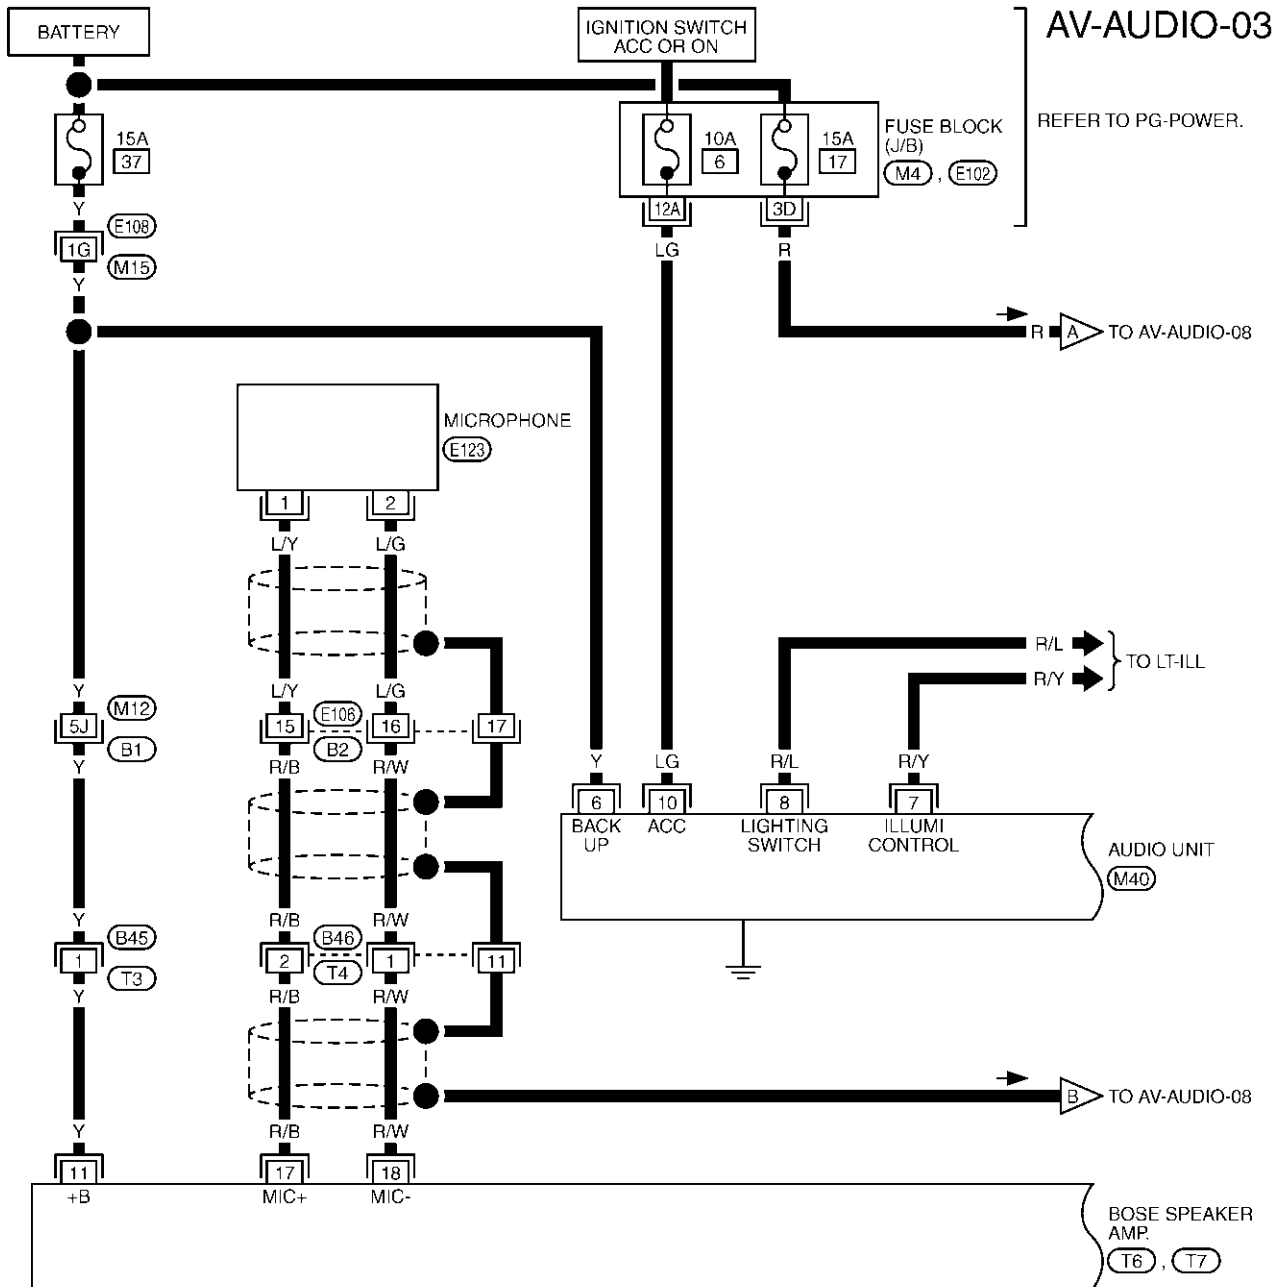 AV-AUDIO-03
BATTERY
IGNITION SWITCH
ACC OR ON
REFER TO PG-POWER.
15A
37
10A
6
15A
17
FUSE BLOCK
(J/B)
M4 , E102
12A
3D
Y
E108
1G
M15
Y
LG
R
R
A
TO AV-AUDIO-08
MICROPHONE
E123
1
2
L/Y
L/G
R/L
R/Y
TO LT-ILL
Y
M12
5J
B1
Y
L/Y
L/G
15
E106
16
17
B2
R/B
R/W
Y
LG
R/L
R/Y
6
10
8
7
BACK
UP
ACC
LIGHTING
SWITCH
ILLUMI
CONTROL
AUDIO UNIT
M40
Y
B45
1
T3
Y
R/B
R/W
2
B46
1
11
T4
R/B
R/W
B
TO AV-AUDIO-08
Y
R/B
R/W
11
17
18
+B
MIC+
MIC-
BOSE SPEAKER
AMP.
T6 , T7